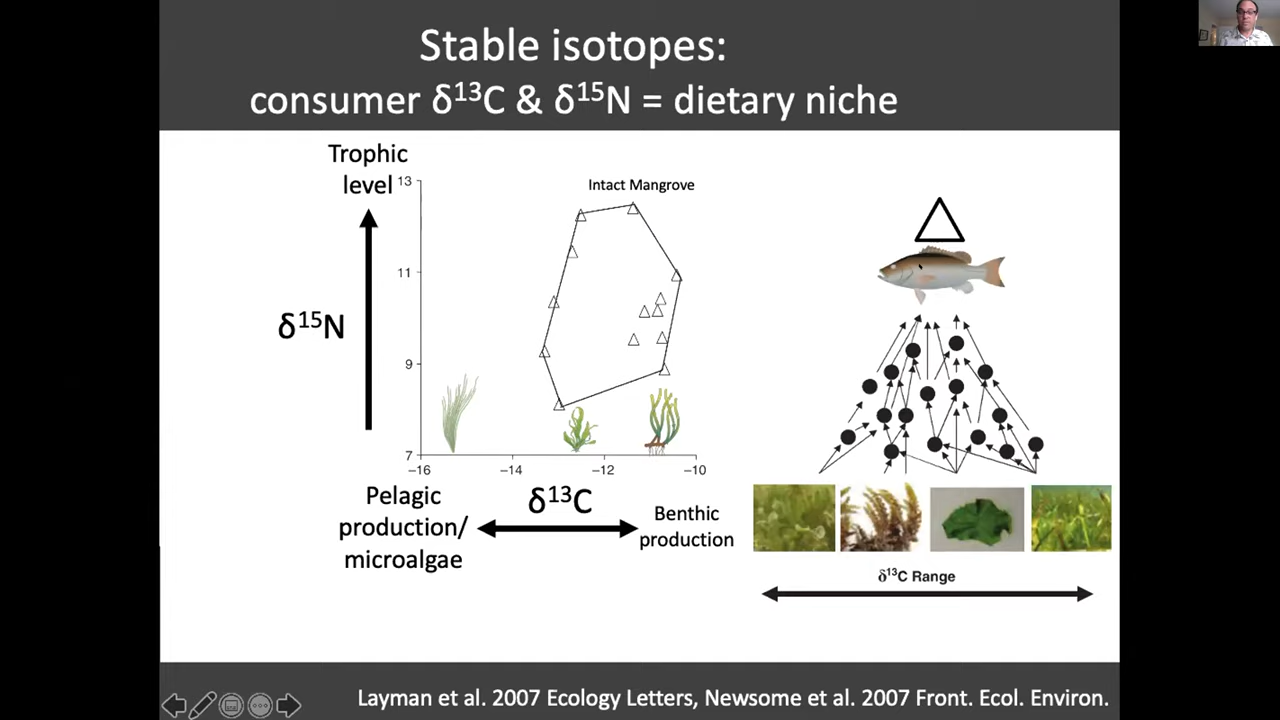 Stable isotopes:
consumer δ¹³C & δ¹⁵N = dietary niche
Trophic
level
13
11
9
7
δ¹⁵N
Intact Mangrove
−16
−14
−12
−10
δ¹³C
Pelagic
production/
microalgae
Benthic
production
δ¹³C Range
Layman et al. 2007 Ecology Letters, Newsome et al. 2007 Front. Ecol. Environ.